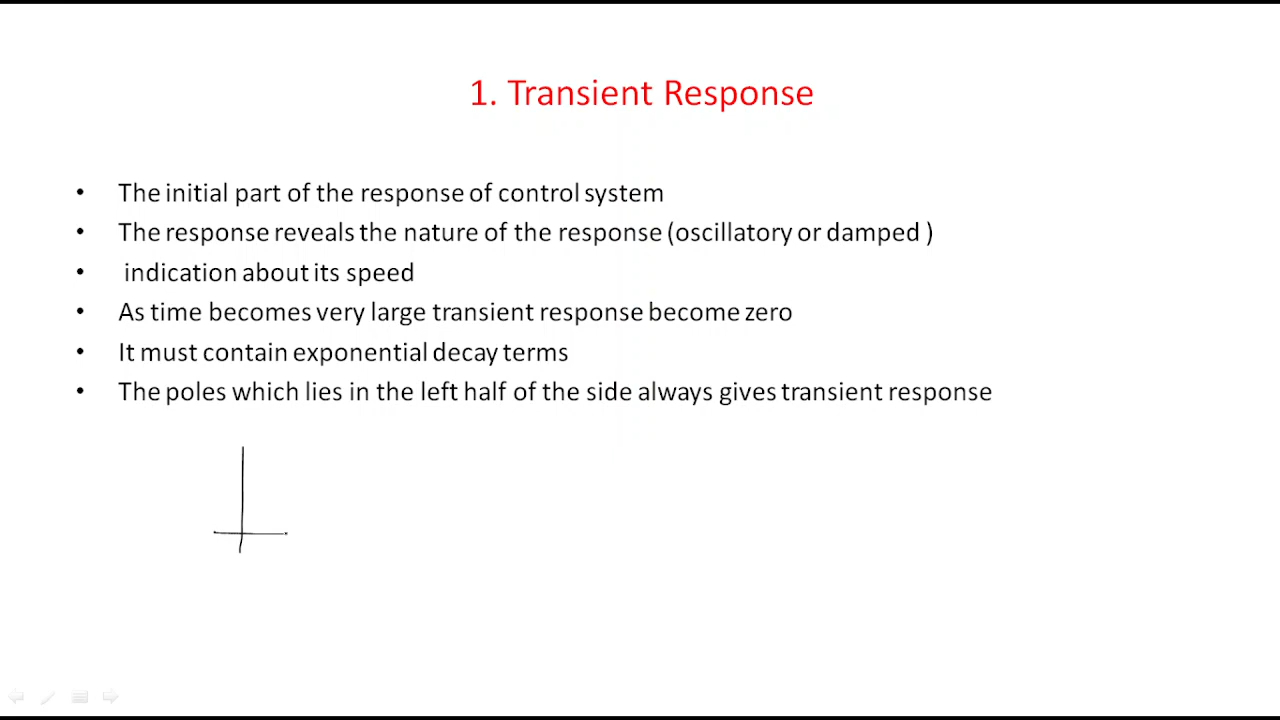 1. Transient Response
• The initial part of the response of control system
• The response reveals the nature of the response (oscillatory or damped )
• indication about its speed
• As time becomes very large transient response become zero
• It must contain exponential decay terms
• The poles which lies in the left half of the side always gives transient response